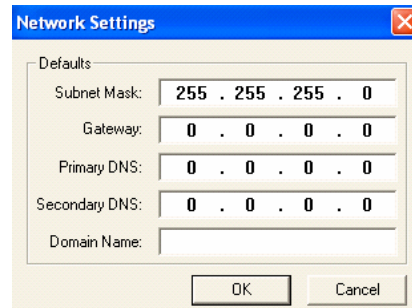 Network Settings
Defaults
Subnet Mask: 255 . 255 . 255 . 0
Gateway: 0 . 0 . 0 . 0
Primary DNS: 0 . 0 . 0 . 0
Secondary DNS: 0 . 0 . 0 . 0
Domain Name:
OK Cancel